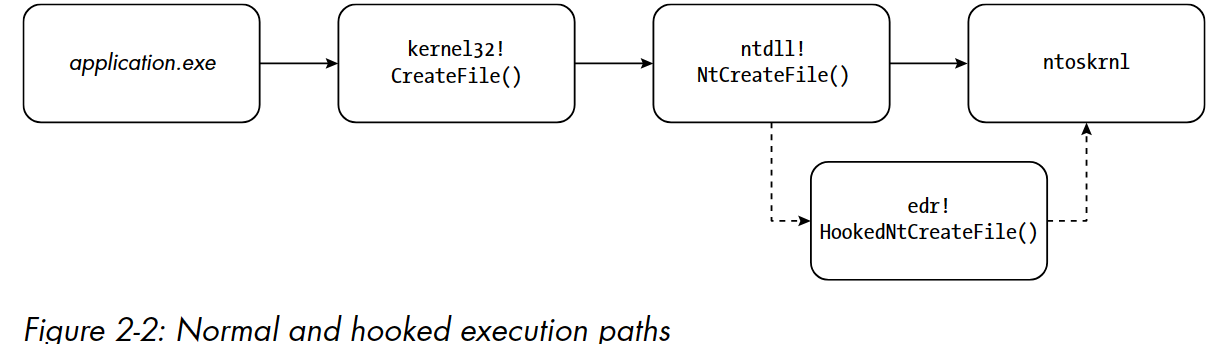 application.exe
kernel32!
CreateFile()
ntdll!
NtCreateFile()
ntoskrnl
edr!
HookedNtCreateFile()
Figure 2-2: Normal and hooked execution paths